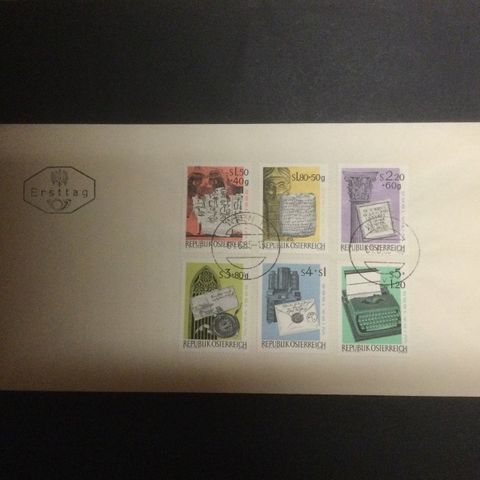 Ersttag
S1.50
+40g
REPUBLIK ÖSTERREICH
S1.80+50g
REPUBLIK ÖSTERREICH
S2.20
+60g
REPUBLIK ÖSTERREICH
S3+80g
REPUBLIK ÖSTERREICH
S4+S1
REPUBLIK ÖSTERREICH
S5+
1.20
REPUBLIK ÖSTERREICH